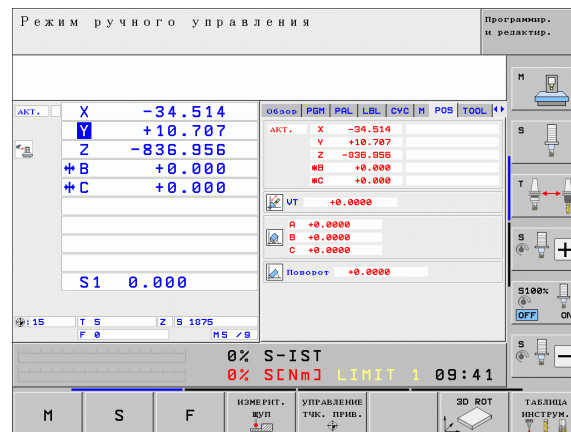 Режим ручного управления
Программир.
и редактир.
M
АКТ. X -34.514
Y +10.707
Z -836.956
B +0.000
C +0.000
S1 0.000
:15 T 5 Z S 1875
F 0 M5 /9
Обзор PGM PAL LBL CYC M POS TOOL
АКТ. X -34.514
Y +10.707
Z -836.956
*B +0.000
*C +0.000
VT +0.0000
A +0.0000
B +0.0000
C +0.0000
Поворот +0.0000
S
T
S
+
S100%
OFF ON
S
−
0% S-IST
0% S[Nm] LIMIT 1 09:41
M
S
F
ИЗМЕРИТ.
ЩУП
УПРАВЛЕНИЕ
ТЧК. ПРИВ.
3D ROT
ТАБЛИЦА
ИНСТРУМ.